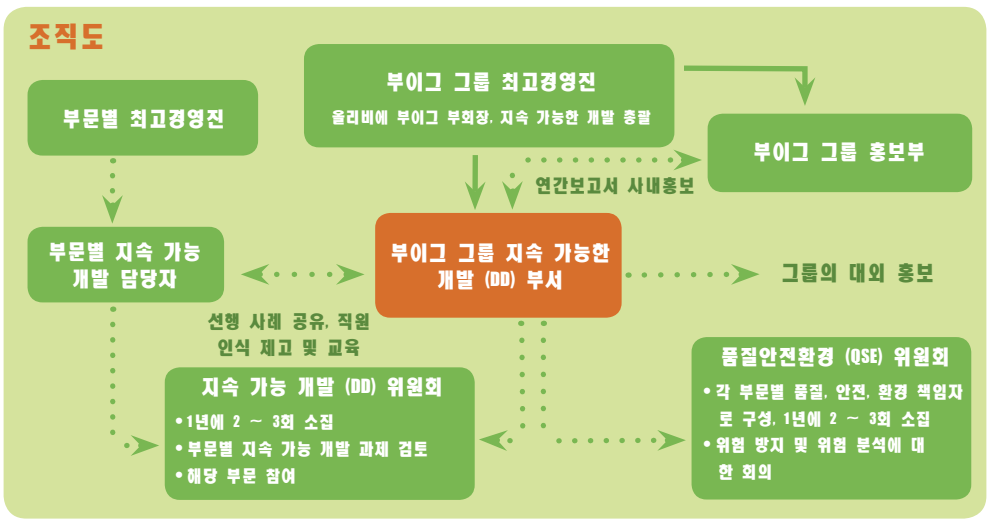 조직도
부이그 그룹 최고경영진
올리비에 부이그 부회장, 지속 가능한 개발 총괄
부문별 최고경영진
부이그 그룹 홍보부
연간보고서 사내홍보
부문별 지속 가능
개발 담당자
부이그 그룹 지속 가능한
개발 (DD) 부서
그룹의 대외 홍보
선행 사례 공유, 직원
인식 제고 및 교육
지속 가능 개발 (DD) 위원회
• 1년에 2 ~ 3회 소집
• 부문별 지속 가능 개발 과제 검토
• 해당 부문 참여
품질안전환경 (QSE) 위원회
• 각 부문별 품질, 안전, 환경 책임자
로 구성, 1년에 2 ~ 3회 소집
• 위험 방지 및 위험 분석에 대
한 회의